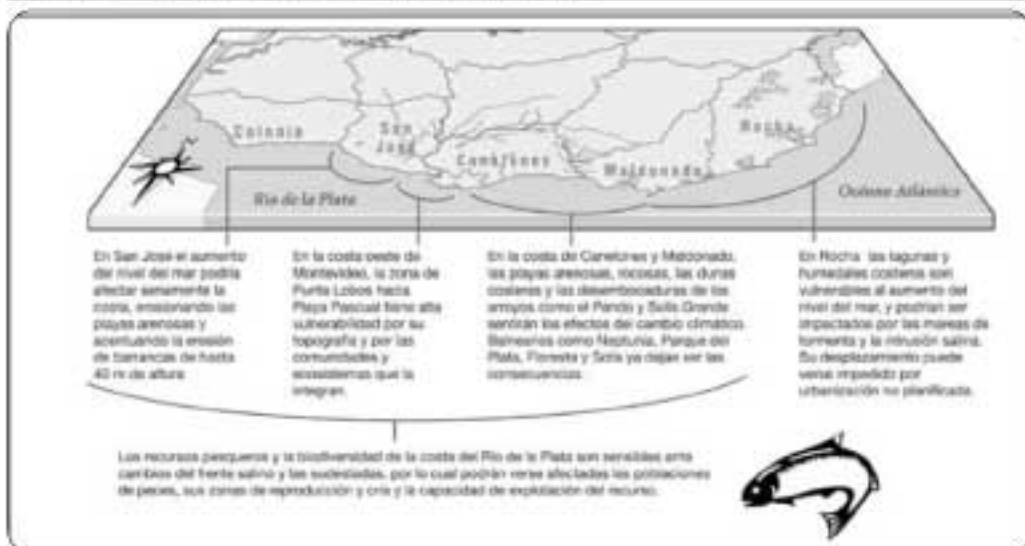 Colonia
San
José
Canelones
Maldonado
Rocha
Río de la Plata
Océano Atlántico
En San José el aumento
del nivel del mar podría
afectar seriamente la
costa, erosionando las
playas arenosas y
acentuando la erosión
de barrancas de hasta
40 m de altura
En la costa oeste de
Montevideo, la zona de
Punta Lobos hacia
Playa Pascual tiene alta
vulnerabilidad por su
topografía y por las
comunidades y
ecosistemas que la
integran.
En la costa de Canelones y Maldonado,
las playas arenosas, rocosas, las dunas
costeras y las desembocaduras de los
arroyos como el Pando y Solís Grande
sentirán los efectos del cambio climático.
Balnearios como Neptunia, Parque del
Plata, Floresta y Solís ya dejan ver las
consecuencias.
En Rocha las lagunas y
humedales costeros son
vulnerables al aumento del
nivel del mar, y podrían ser
impactados por las mareas de
tormenta y la intrusión salina.
Su desplazamiento puede
verse impedido por
urbanización no planificada.
Los recursos pesqueros y la biodiversidad de la costa del Río de la Plata son sensibles ante
cambios del frente salino y las sudestadas, por lo cual podrán verse afectadas las poblaciones
de peces, sus zonas de reproducción y cría y la capacidad de explotación del recurso.